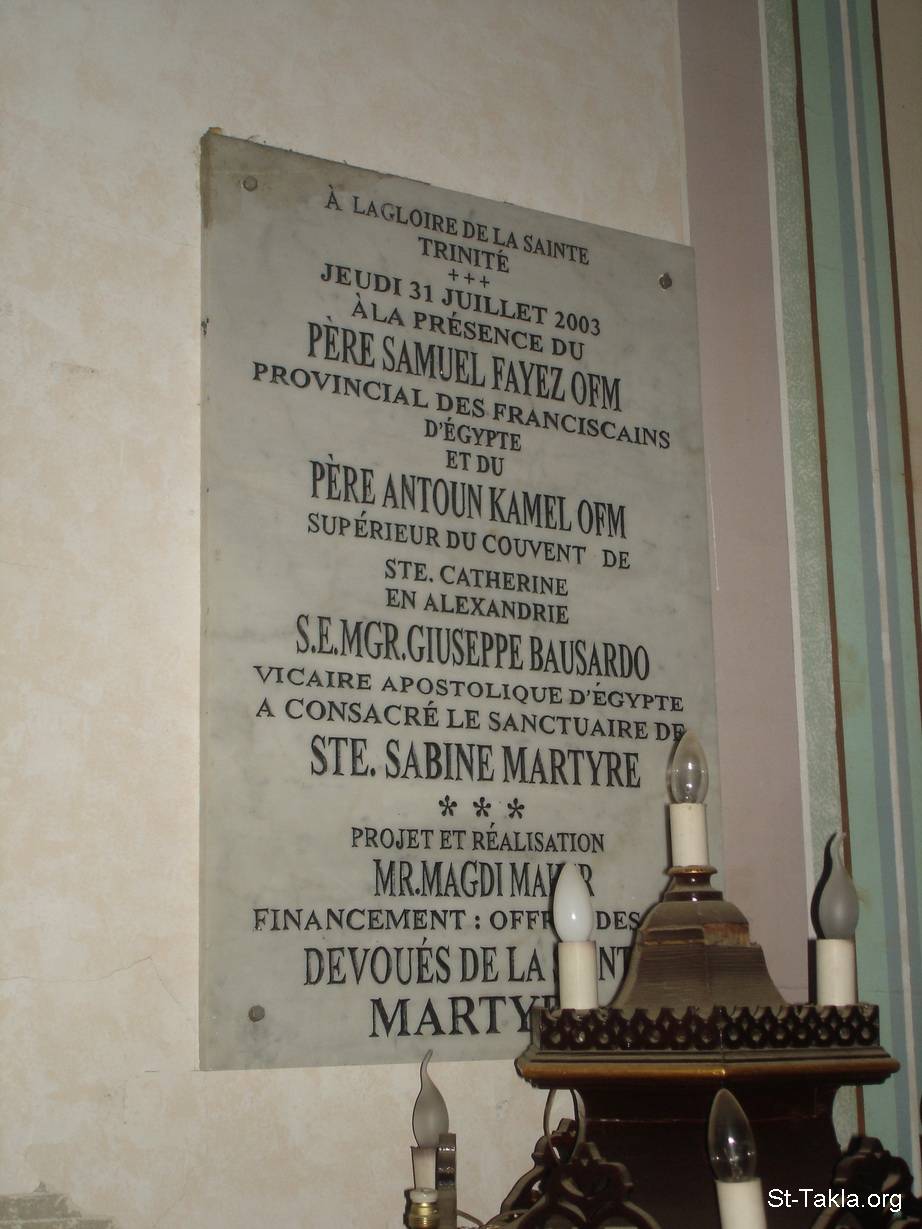 À LAGLOIRE DE LA SAINTE
TRINITÉ
+++
JEUDI 31 JUILLET 2003
ÀLA PRÉSENCE DU
PÈRE SAMUEL FAYEZ OFM
PROVINCIAL DES FRANCISCAINS
D'ÉGYPTE
ET DU
PÈRE ANTOUN KAMEL OFM
SUPÉRIEUR DU COUVENT DE
STE. CATHERINE
EN ALEXANDRIE
S.E.MGR.GIUSEPPE BAUSARDO
VICAIRE APOSTOLIQUE D'ÉGYPTE
A CONSACRÉ LE SANCTUAIRE DE
STE. SABINE MARTYRE
* * *
PROJET ET RÉALISATION
MR.MAGDI
FINANCEMENT : DES
DEVOUÉS DE LA
MARTYRE
St-Takla.org